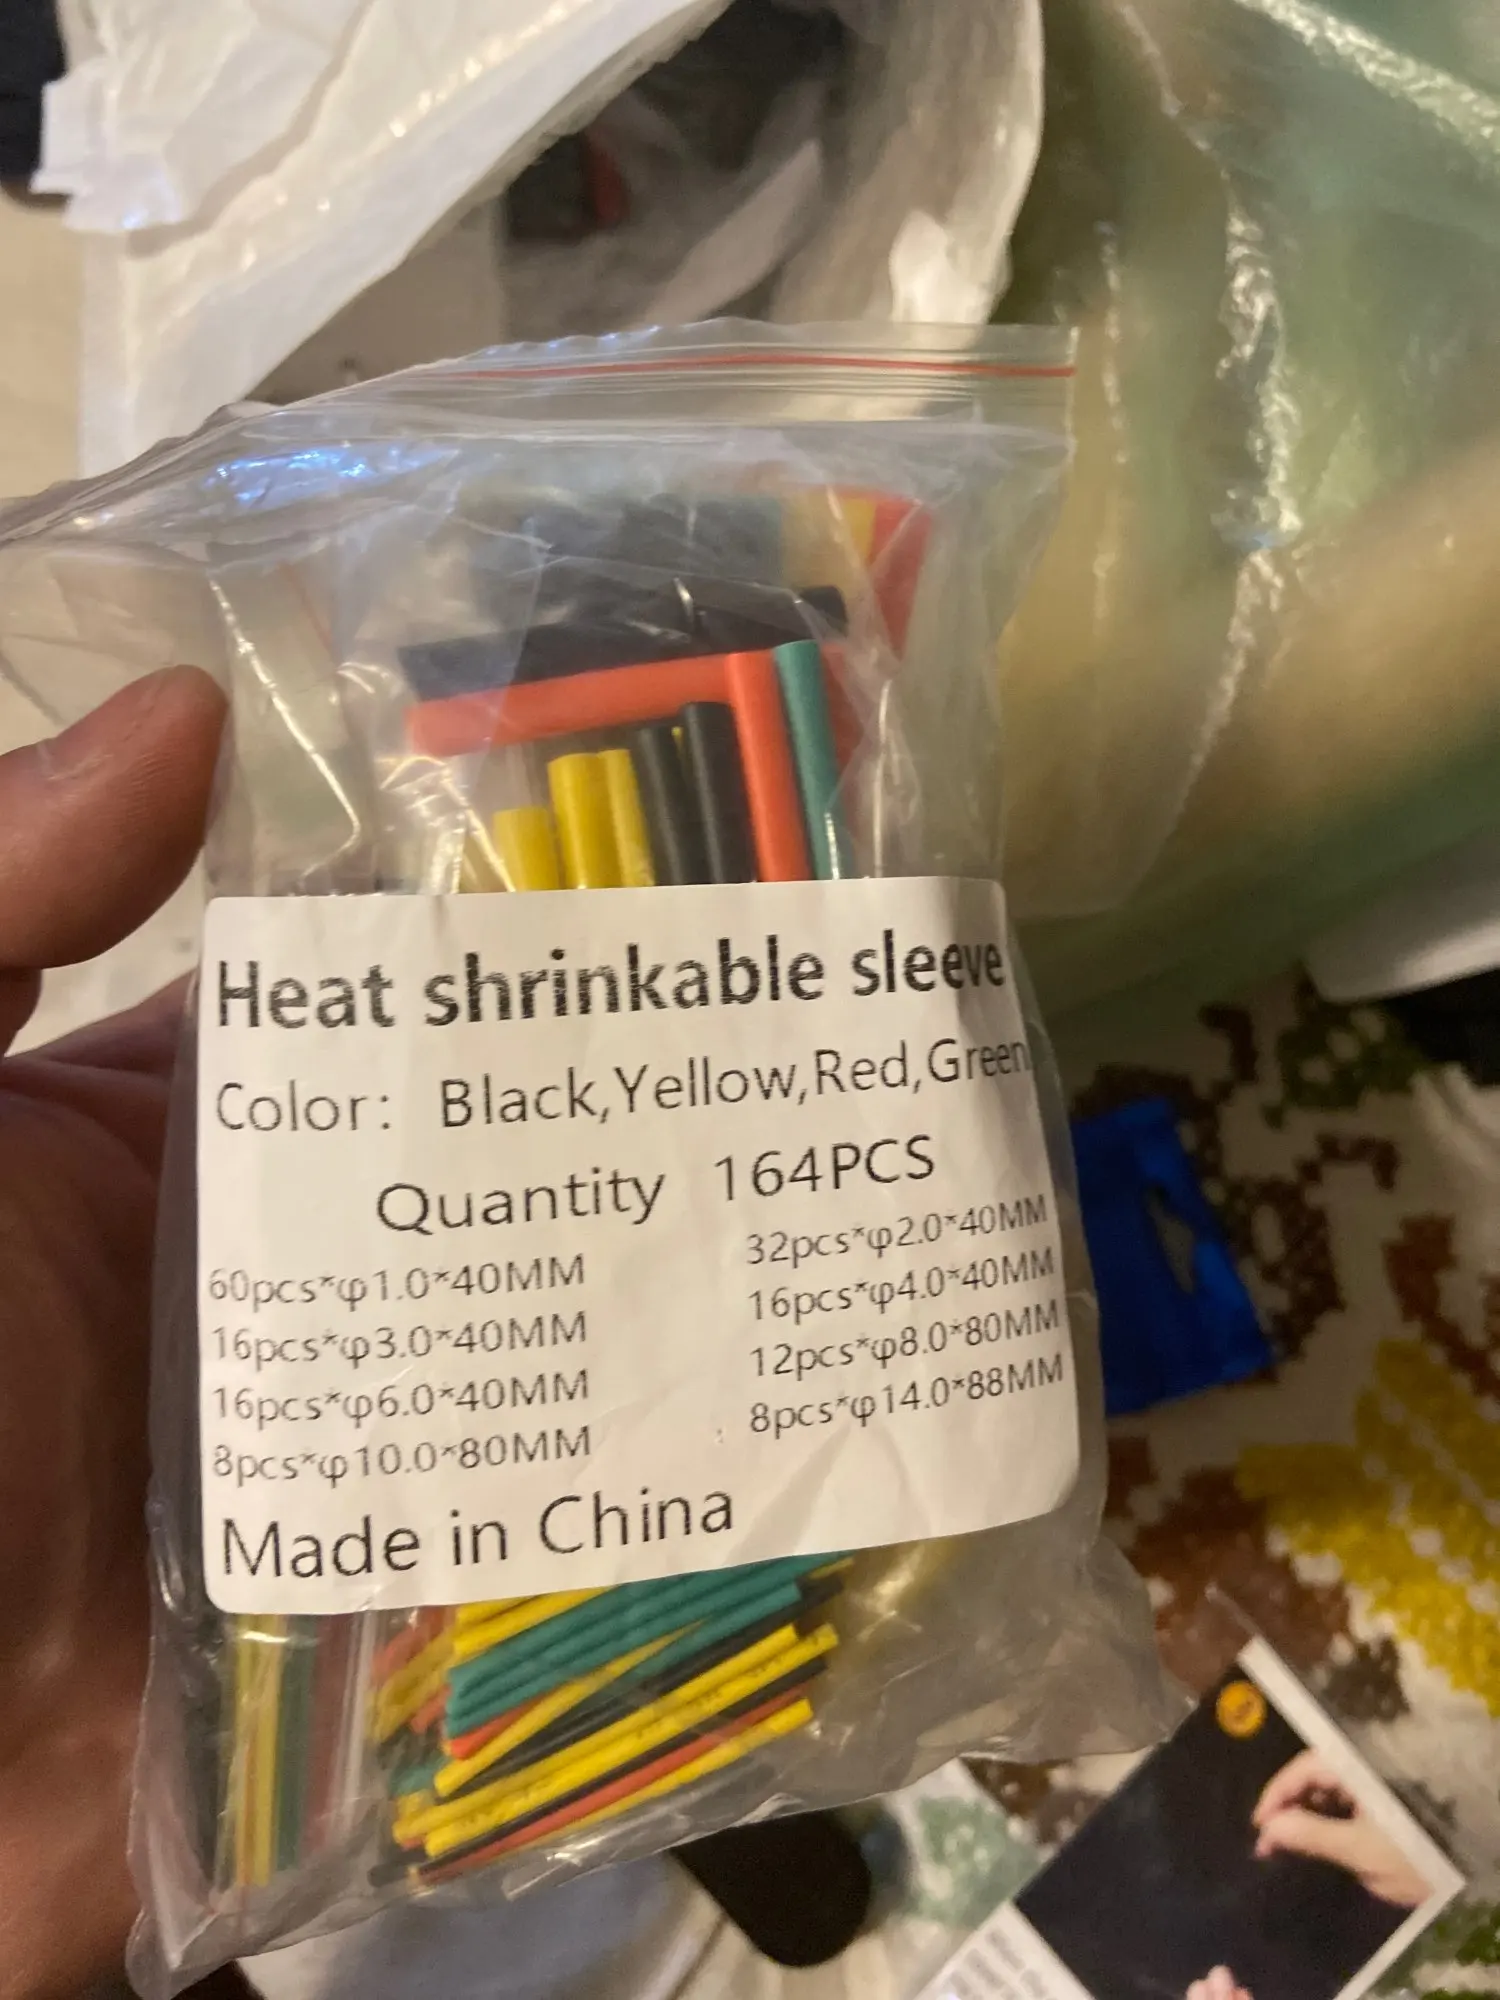 Heat shrinkable sleeve
Color: Black,Yellow,Red,Green
Quantity 164PCS
60pcs*φ1.0*40MM 32pcs*φ2.0*40MM
16pcs*φ3.0*40MM 16pcs*φ4.0*40MM
16pcs*φ6.0*40MM 12pcs*φ8.0*80MM
8pcs*φ10.0*80MM 8pcs*φ14.0*88MM
Made in China